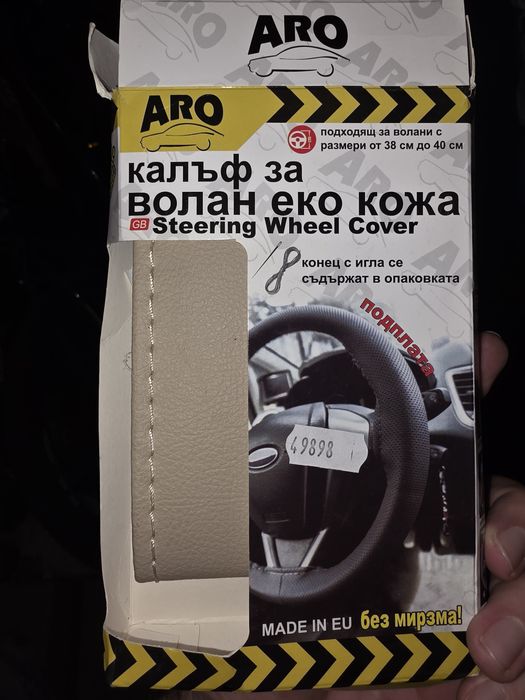 ARO
ARO
подходящ за волани с
размери от 38 см до 40 см
калъф за
волан еко кожа
GB Steering Wheel Cover
конец с игла се
съдържат в опаковката
подплата
49898
MADE IN EU без мирзма!